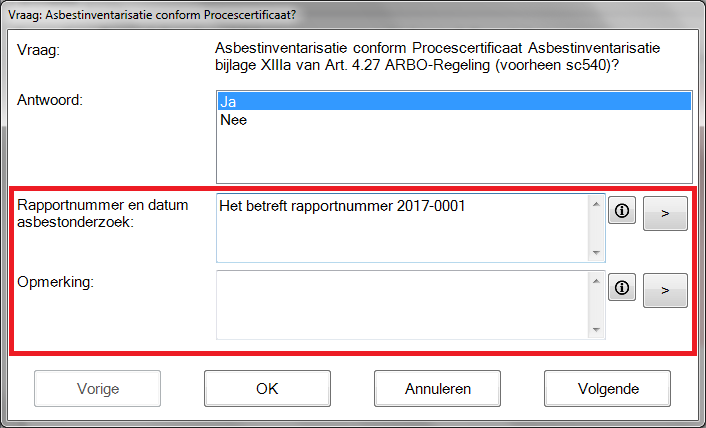 Vraag: Asbestinventarisatie conform Procescertificaat?
Vraag:
Asbestinventarisatie conform Procescertificaat Asbestinventarisatie
bijlage XIIIa van Art. 4.27 ARBO-Regeling (voorheen sc540)?
Antwoord:
Ja
Nee
Rapportnummer en datum
asbestonderzoek:
Het betreft rapportnummer 2017-0001
>
Opmerking:
>
Vorige
OK
Annuleren
Volgende